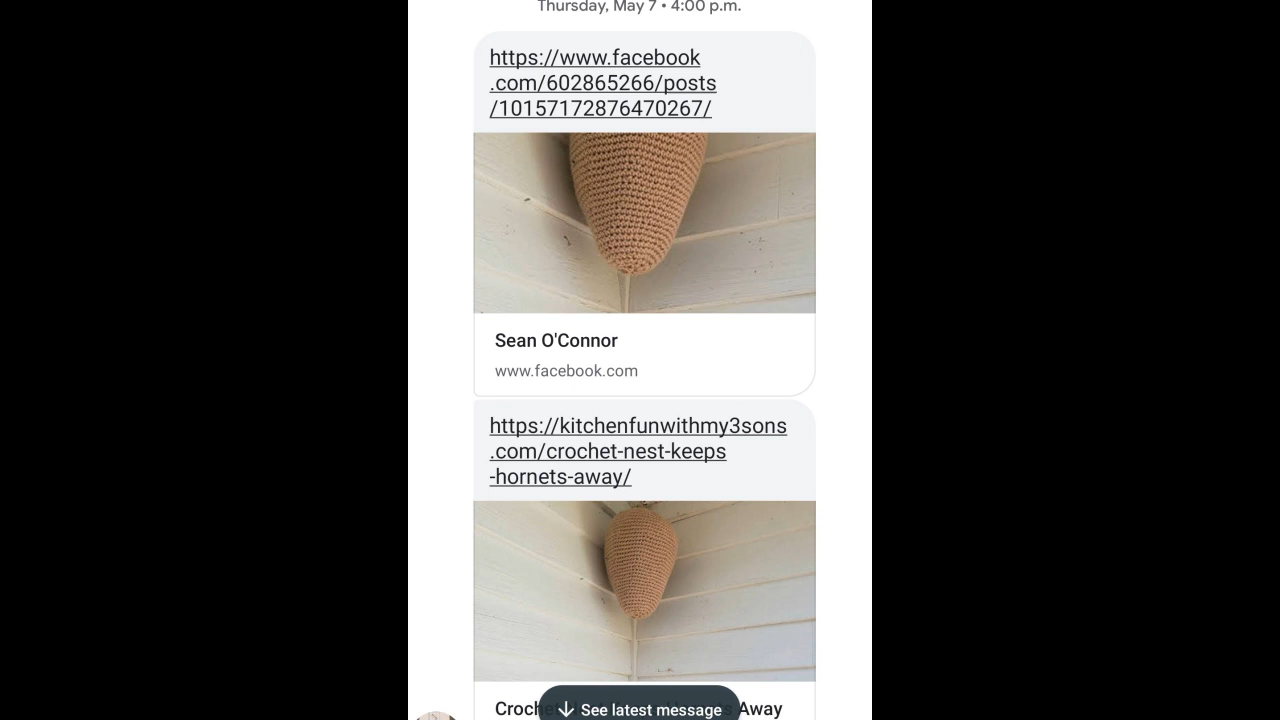 Thursday, May 7 • 4:00 p.m.
https://www.facebook
.com/602865266/posts
/10157172876470267/
Sean O'Connor
www.facebook.com
https://kitchenfunwithmy3sons
.com/crochet-nest-keeps
-hornets-away/
Away
See latest message